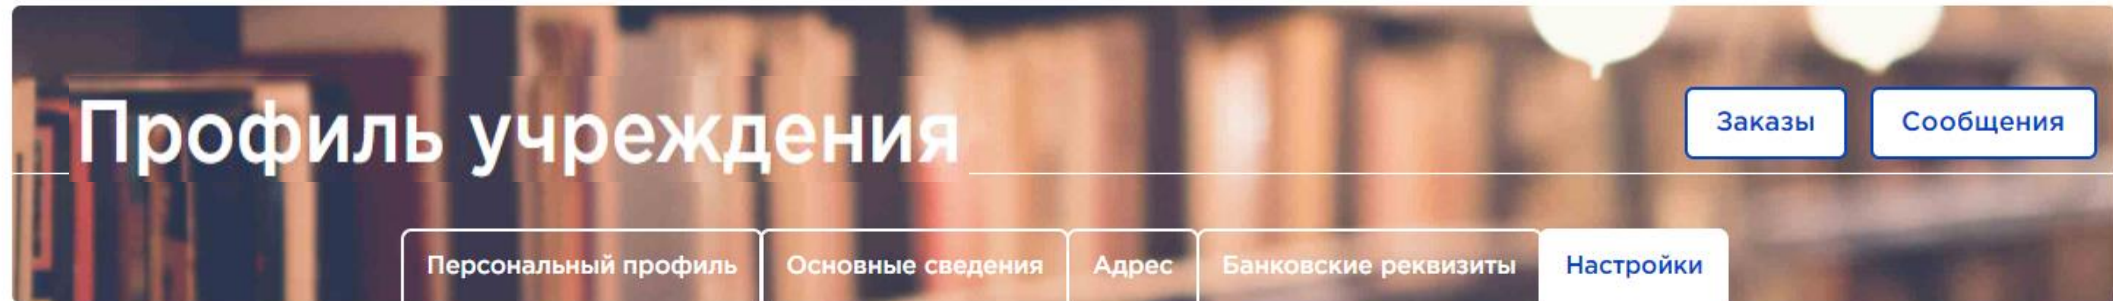 Профиль учреждения
Заказы
Сообщения
Персональный профиль
Основные сведения
Адрес
Банковские реквизиты
Настройки